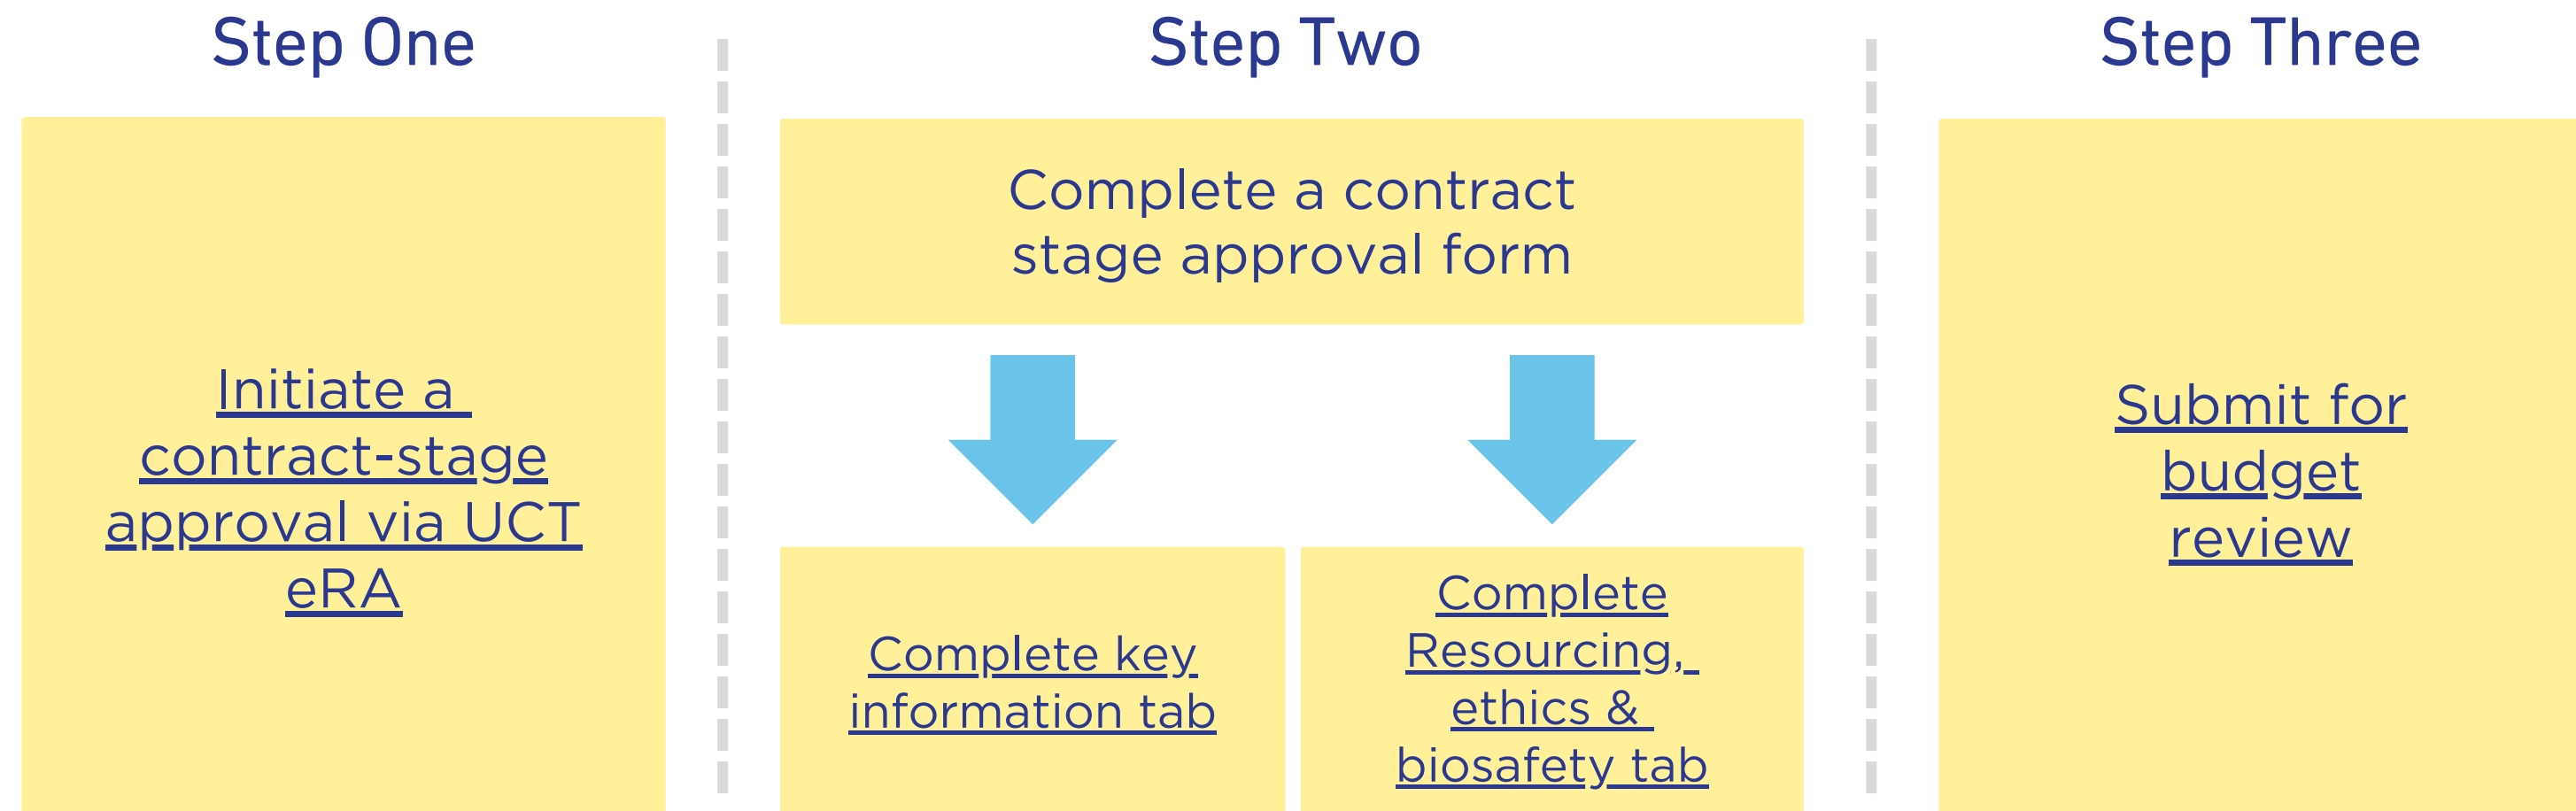 Step One
Initiate a
contract-stage
approval via UCT
eRA
Step Two
Complete a contract
stage approval form
Complete key
information tab
Complete
Resourcing,
ethics &
biosafety tab
Step Three
Submit for
budget
review